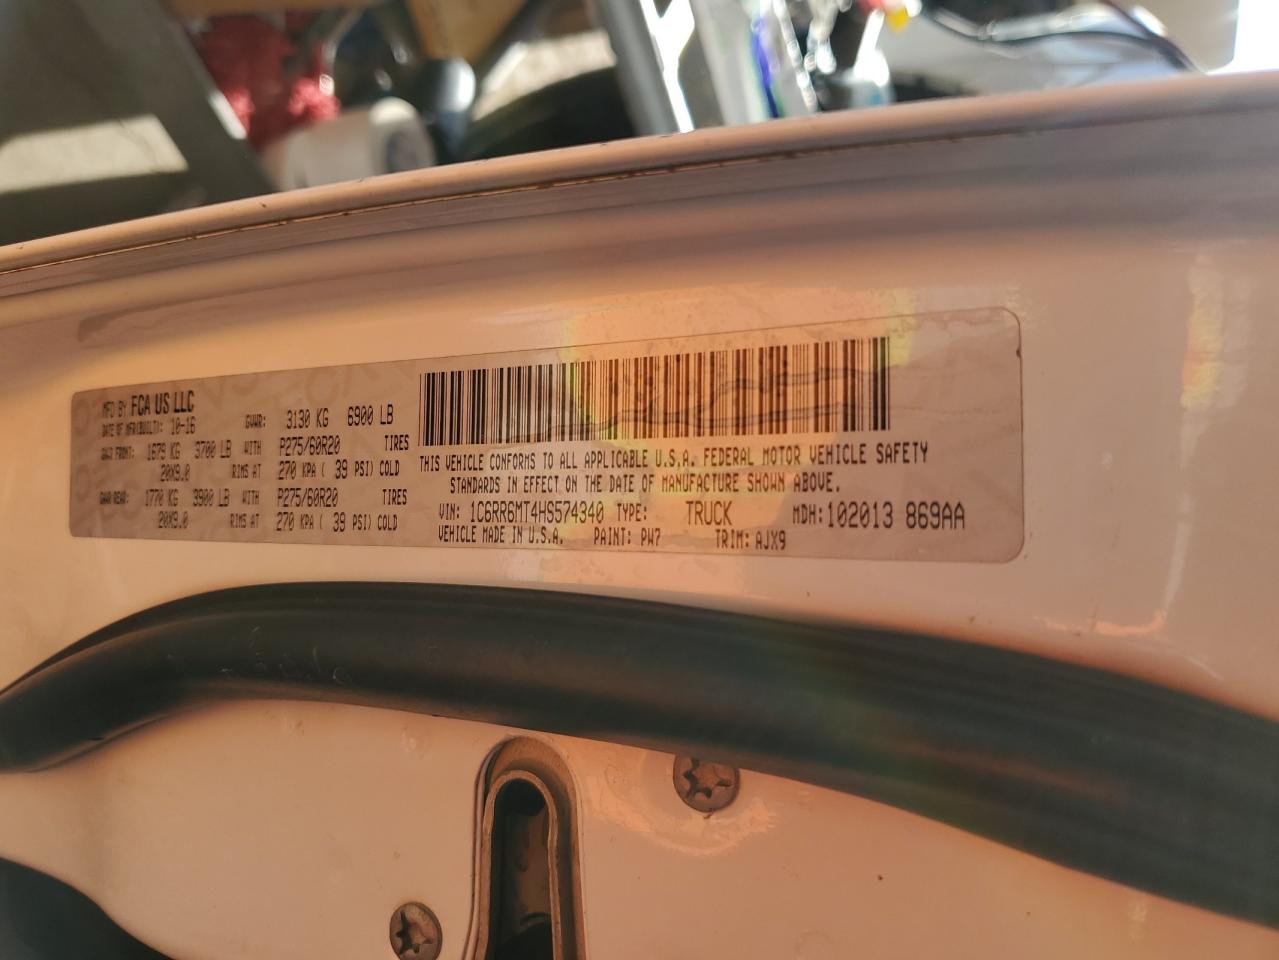 MFD BY FCA US LLC
DATE OF MFR(BUILT): 10-16 GVWR: 3130 KG 6900 LB
GAWR FRONT: 1679 KG 3700 LB WITH P275/60R20 TIRES
20X9.0 RIMS AT 270 KPA ( 39 PSI) COLD
GAWR REAR: 1770 KG 3900 LB WITH P275/60R20 TIRES
20X9.0 RIMS AT 270 KPA ( 39 PSI) COLD
THIS VEHICLE CONFORMS TO ALL APPLICABLE U.S.A. FEDERAL MOTOR VEHICLE SAFETY
STANDARDS IN EFFECT ON THE DATE OF MANUFACTURE SHOWN ABOVE.
VIN: 1C6RR6MT4HS574340 TYPE: TRUCK MDH: 102013 869AA
VEHICLE MADE IN U.S.A. PAINT: PW7 TRIM: AJX9